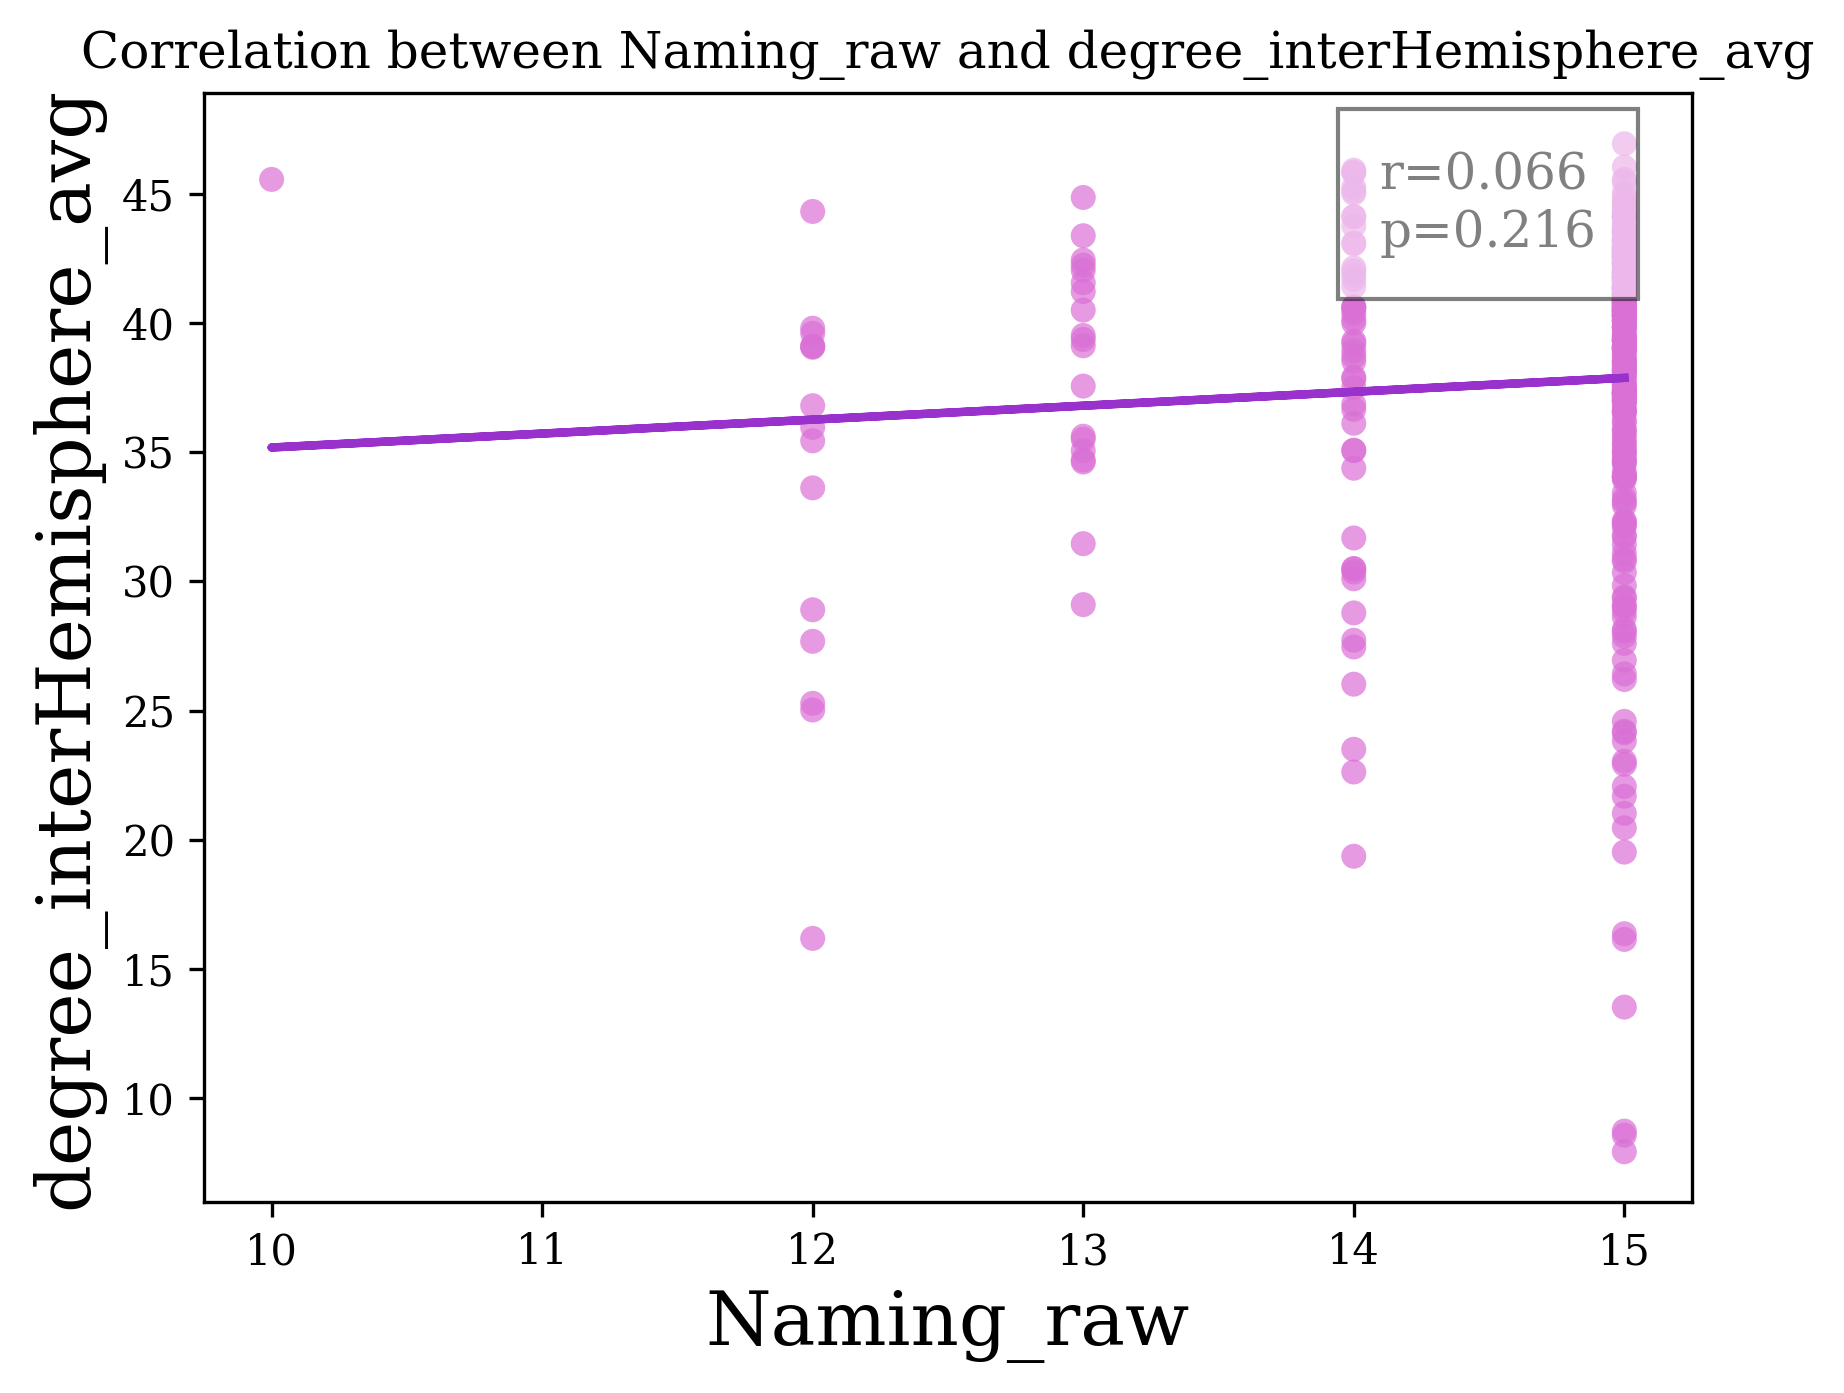 Correlation between Naming_raw and degree_interHemisphere_avg
r=0.066
p=0.216
degree_interHemisphere_avg
45
40
35
30
25
20
15
10
10 11 12 13 14 15
Naming_raw